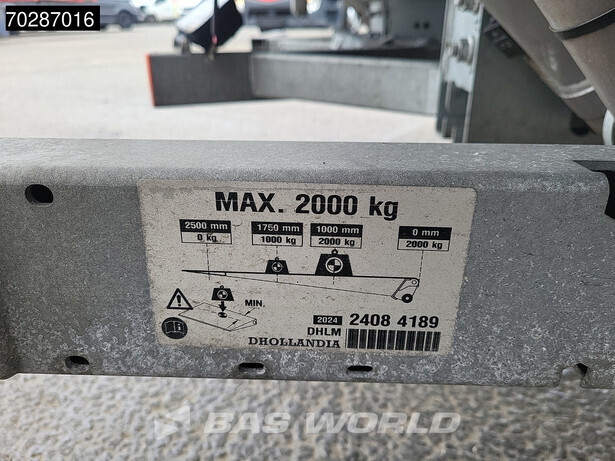 70287016
MAX. 2000 kg
2500 mm 1750 mm 1000 mm 0 mm
0 kg 1000 kg 2000 kg 2000 kg
MIN.
2024 2408 4189
DHLM
DHOLLANDIA
BAS WORLD